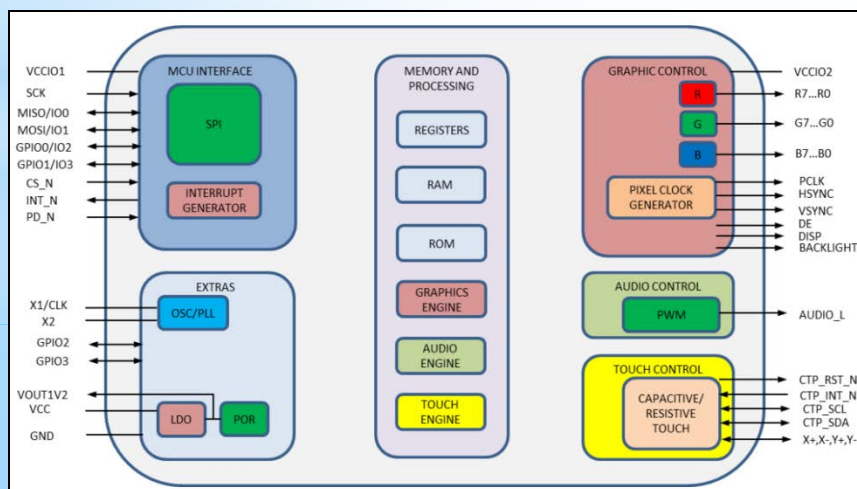 VCCIO1
SCK
MISO/IO0
MOSI/IO1
GPIO0/IO2
GPIO1/IO3
CS_N
INT_N
PD_N
MCU INTERFACE
SPI
INTERRUPT
GENERATOR
X1/CLK
X2
GPIO2
GPIO3
VOUT1V2
VCC
GND
EXTRAS
OSC/PLL
LDO
POR
MEMORY AND
PROCESSING
REGISTERS
RAM
ROM
GRAPHICS
ENGINE
AUDIO
ENGINE
TOUCH
ENGINE
GRAPHIC CONTROL
R
G
B
PIXEL CLOCK
GENERATOR
VCCIO2
R7...R0
G7...G0
B7...B0
PCLK
HSYNC
VSYNC
DE
DISP
BACKLIGHT
AUDIO CONTROL
PWM
AUDIO_L
TOUCH CONTROL
CAPACITIVE/
RESISTIVE
TOUCH
CTP_RST_N
CTP_INT_N
CTP_SCL
CTP_SDA
X+,X-,Y+,Y-